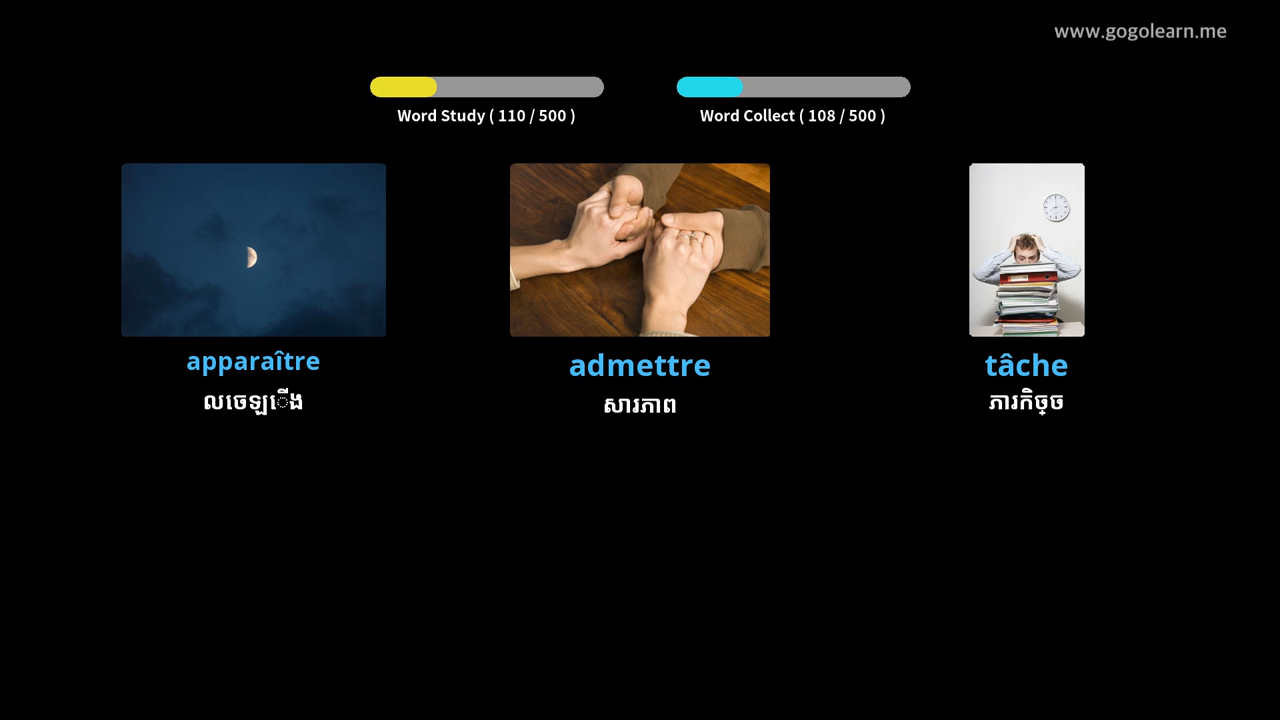 www.gogolearn.me
Word Study ( 110 / 500 )
Word Collect ( 108 / 500 )
apparaître
លេចឡើង
admettre
សារភាព
tâche
ភារកិច្ច